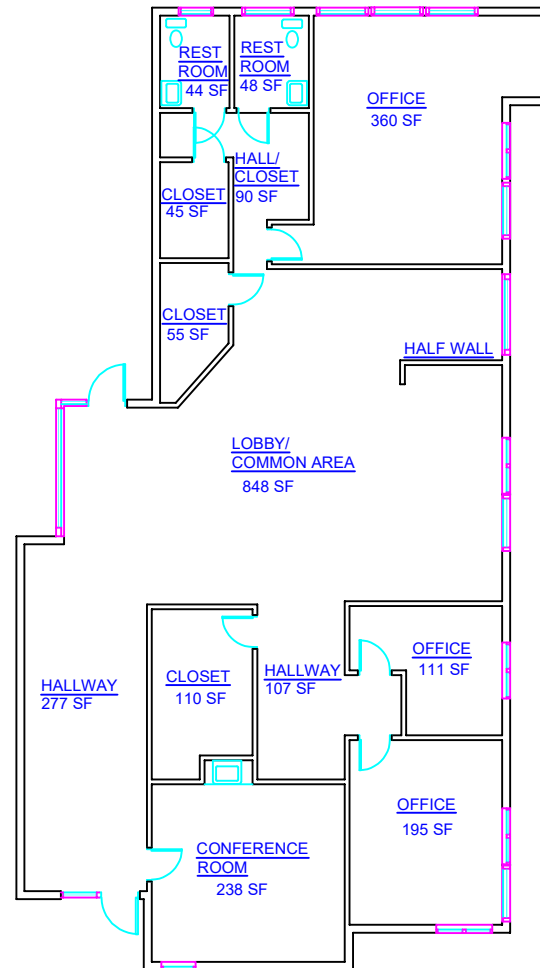 REST
ROOM
44 SF
REST
ROOM
48 SF
OFFICE
360 SF
HALL/
CLOSET
90 SF
CLOSET
45 SF
CLOSET
55 SF
HALF WALL
LOBBY/
COMMON AREA
848 SF
HALLWAY
277 SF
CLOSET
110 SF
HALLWAY
107 SF
OFFICE
111 SF
OFFICE
195 SF
CONFERENCE
ROOM
238 SF